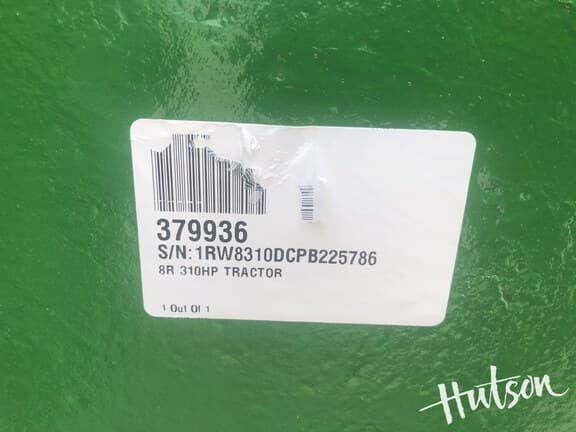 379936
S/N:1RW8310DCPB225786
8R 310HP TRACTOR
1 Out Of 1
Hutson